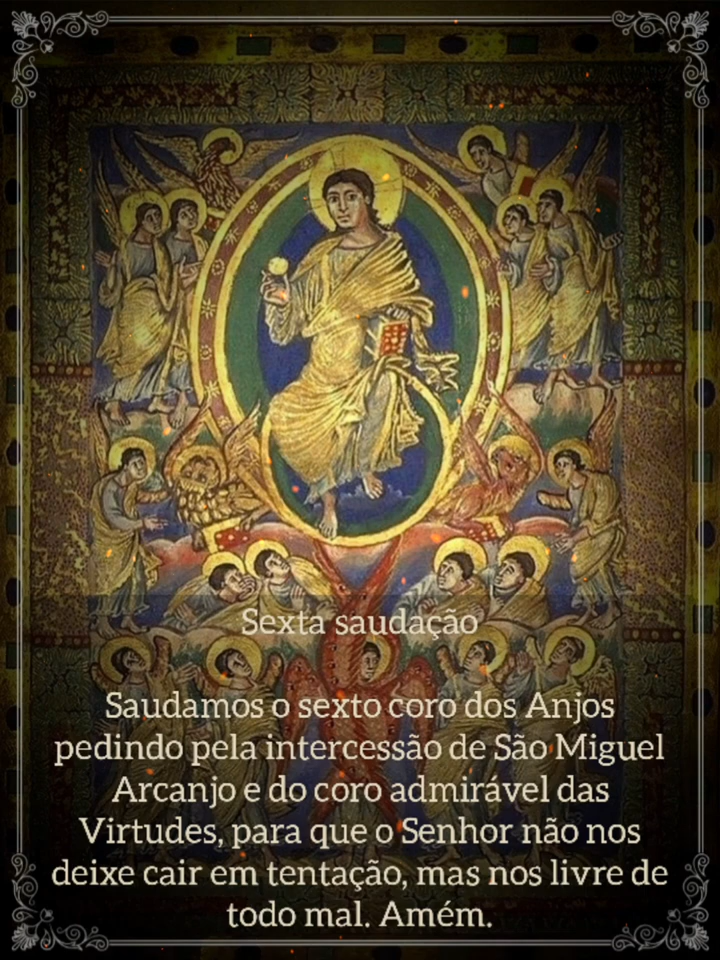 Sexta saudação
Saudamos o sexto coro dos Anjos
pedindo pela intercessão de São Miguel
Arcanjo e do coro admirável das
Virtudes, para que o Senhor não nos
deixe cair em tentação, mas nos livre de
todo mal. Amém.